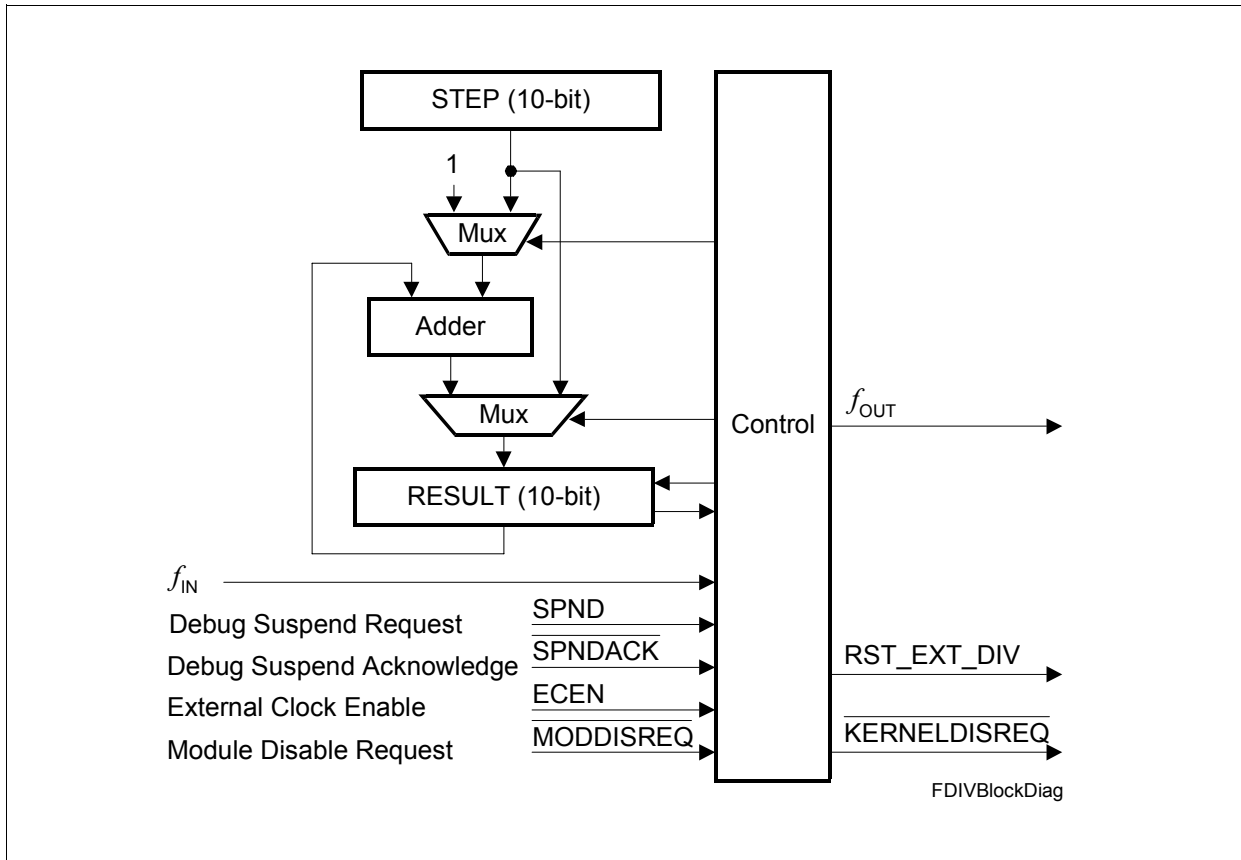 STEP (10-bit)
1
Mux
Adder
Mux
Control
fOUT
RESULT (10-bit)
fIN
Debug Suspend Request SPND
Debug Suspend Acknowledge SPNDACK RST_EXT_DIV
External Clock Enable ECEN
Module Disable Request MODDISREQ KERNELDISREQ
FDIVBlockDiag